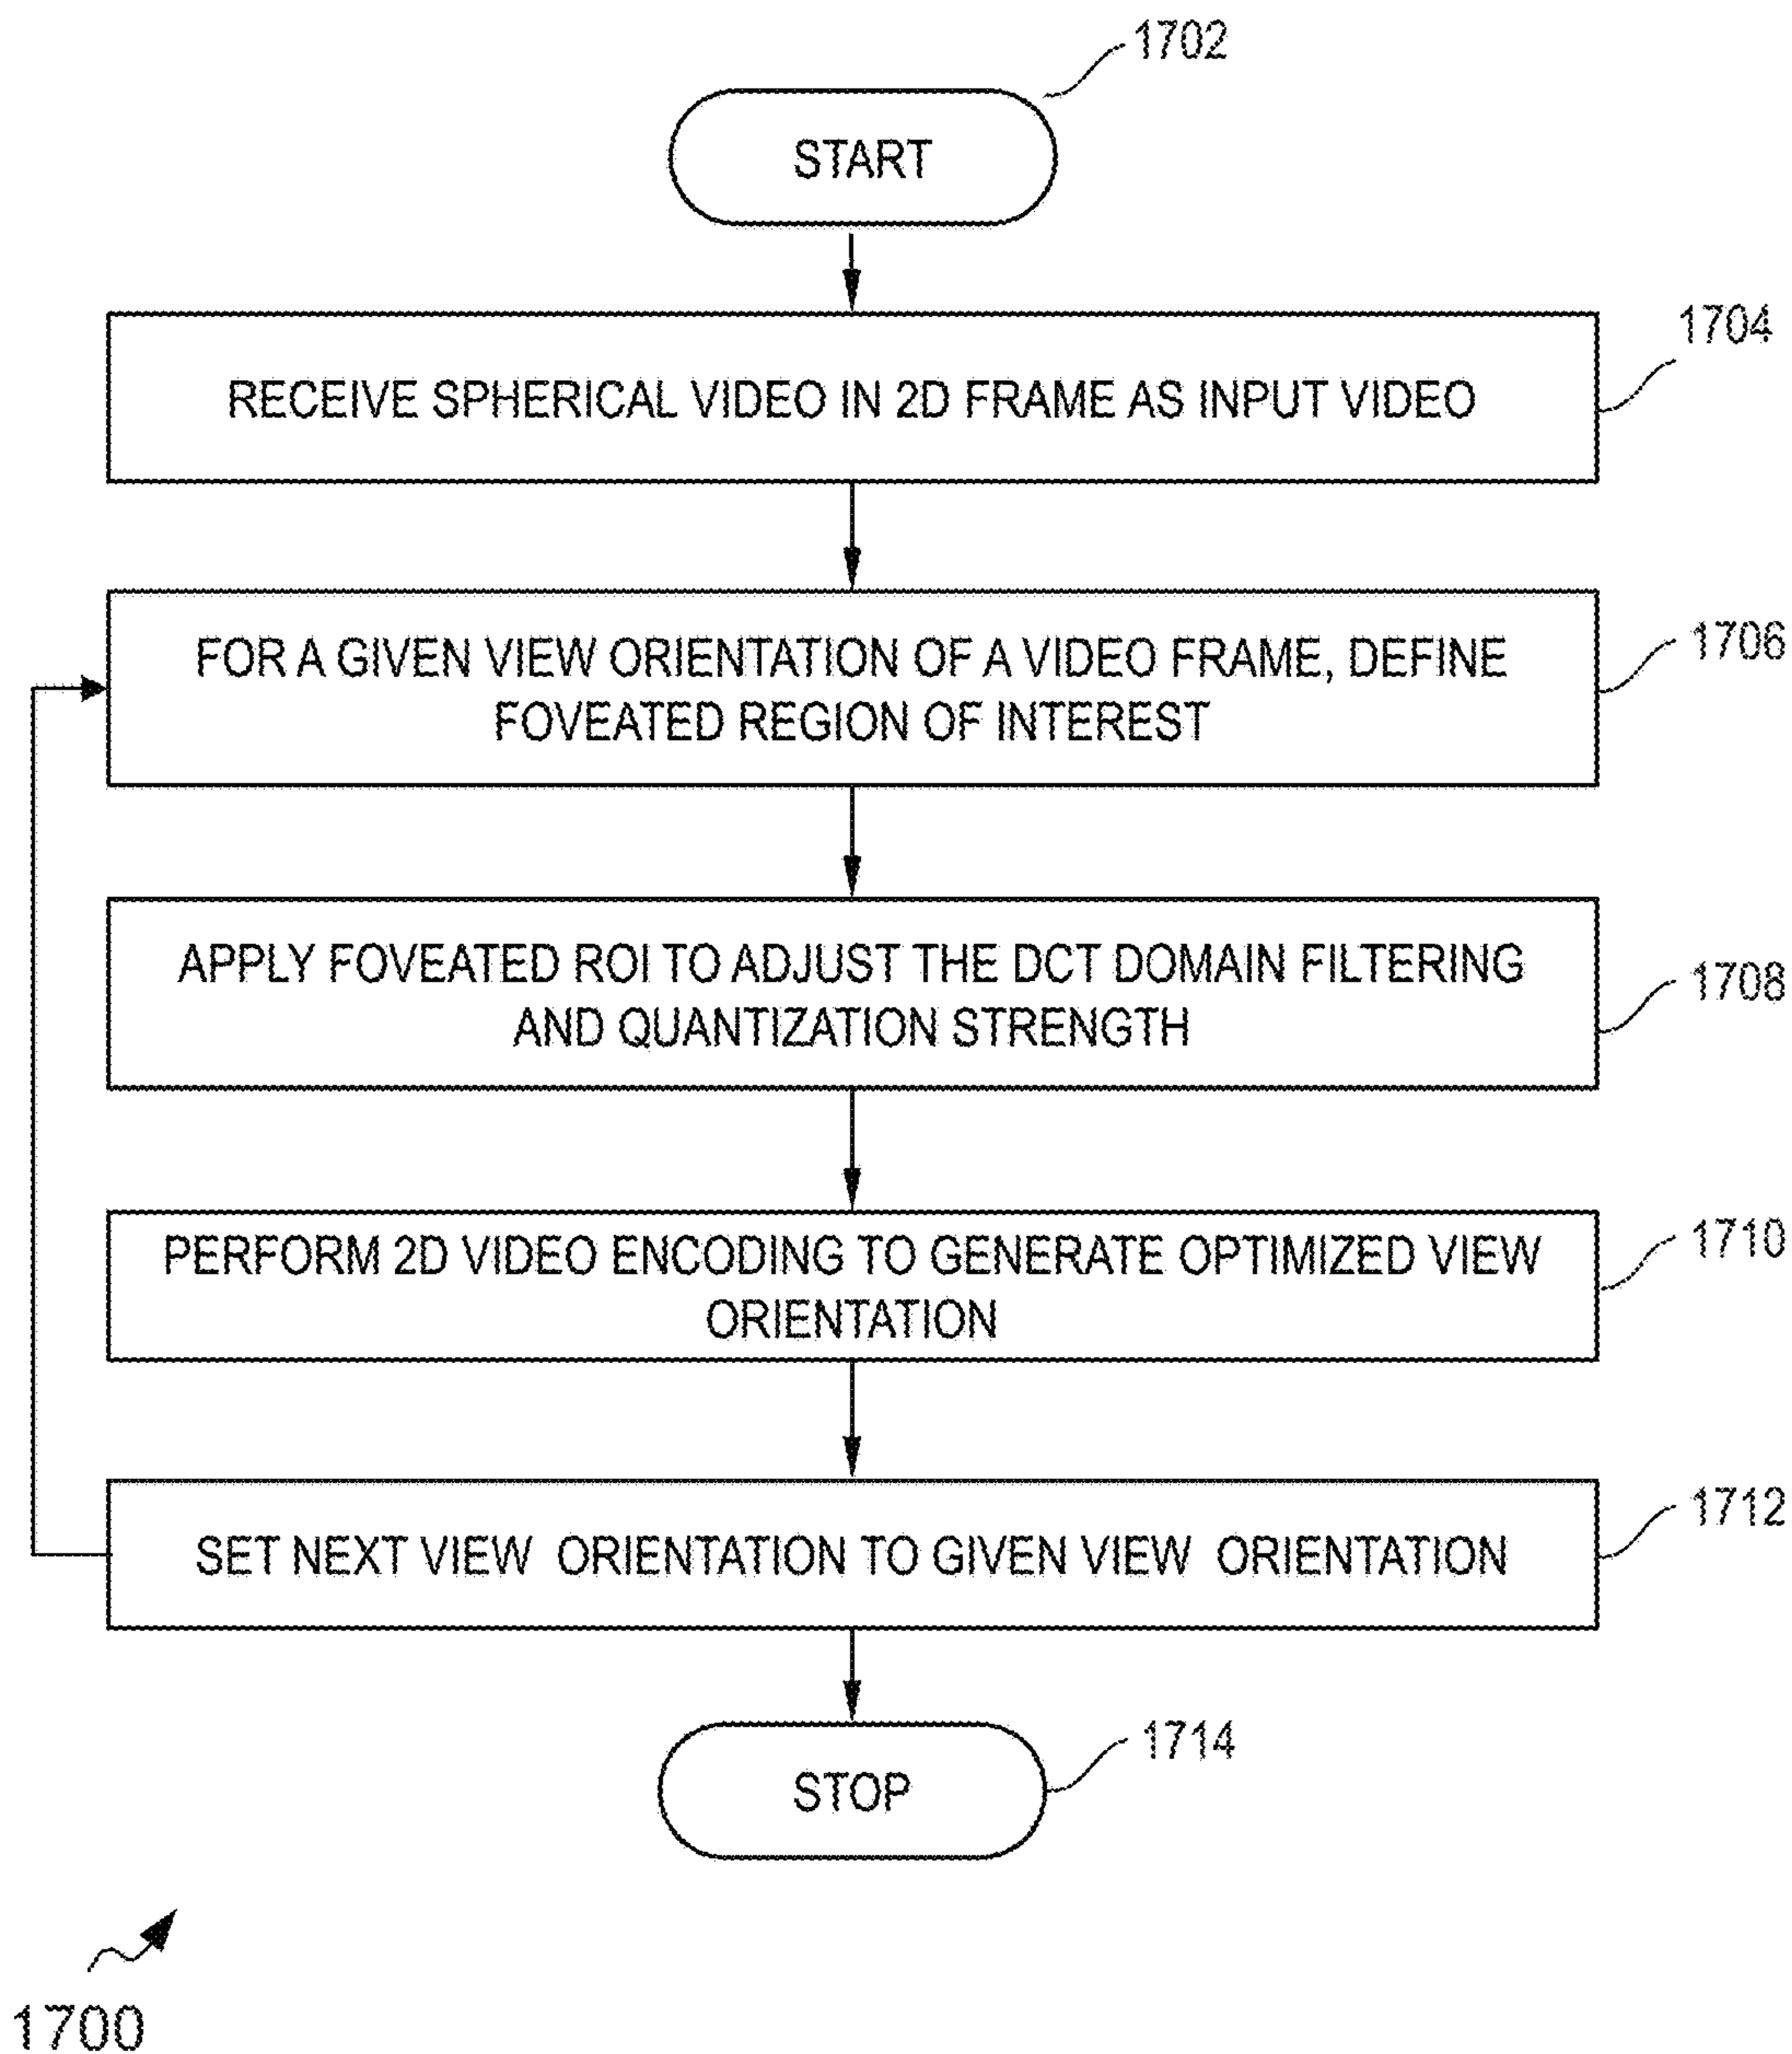 1702
START
1704
RECEIVE SPHERICAL VIDEO IN 2D FRAME AS INPUT VIDEO
1706
FOR A GIVEN VIEW ORIENTATION OF A VIDEO FRAME, DEFINE
FOVEATED REGION OF INTEREST
1708
APPLY FOVEATED ROI TO ADJUST THE DCT DOMAIN FILTERING
AND QUANTIZATION STRENGTH
1710
PERFORM 2D VIDEO ENCODING TO GENERATE OPTIMIZED VIEW
ORIENTATION
1712
SET NEXT VIEW ORIENTATION TO GIVEN VIEW ORIENTATION
1714
STOP
1700